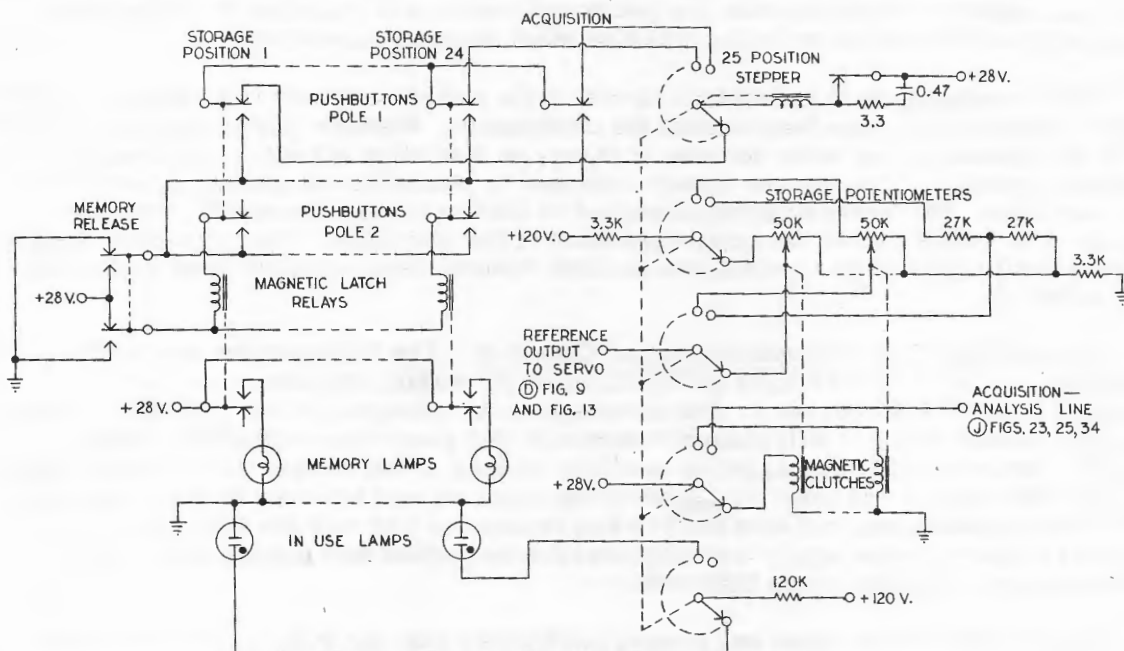 ACQUISITION
STORAGE
POSITION 1
STORAGE
POSITION 24
25 POSITION
STEPPER
+28V.
0.47
3.3
PUSHBUTTONS
POLE 1
MEMORY
RELEASE
PUSHBUTTONS
POLE 2
STORAGE POTENTIOMETERS
+120V.
3.3K
50K
50K
27K
27K
3.3K
+28V.
MAGNETIC LATCH
RELAYS
REFERENCE
OUTPUT
TO SERVO
D FIG. 9
AND FIG. 13
+28V.
ACQUISITION—
ANALYSIS LINE
J FIGS. 23, 25, 34
MEMORY LAMPS
+28V.
MAGNETIC
CLUTCHES
IN USE LAMPS
120K
+120 V.